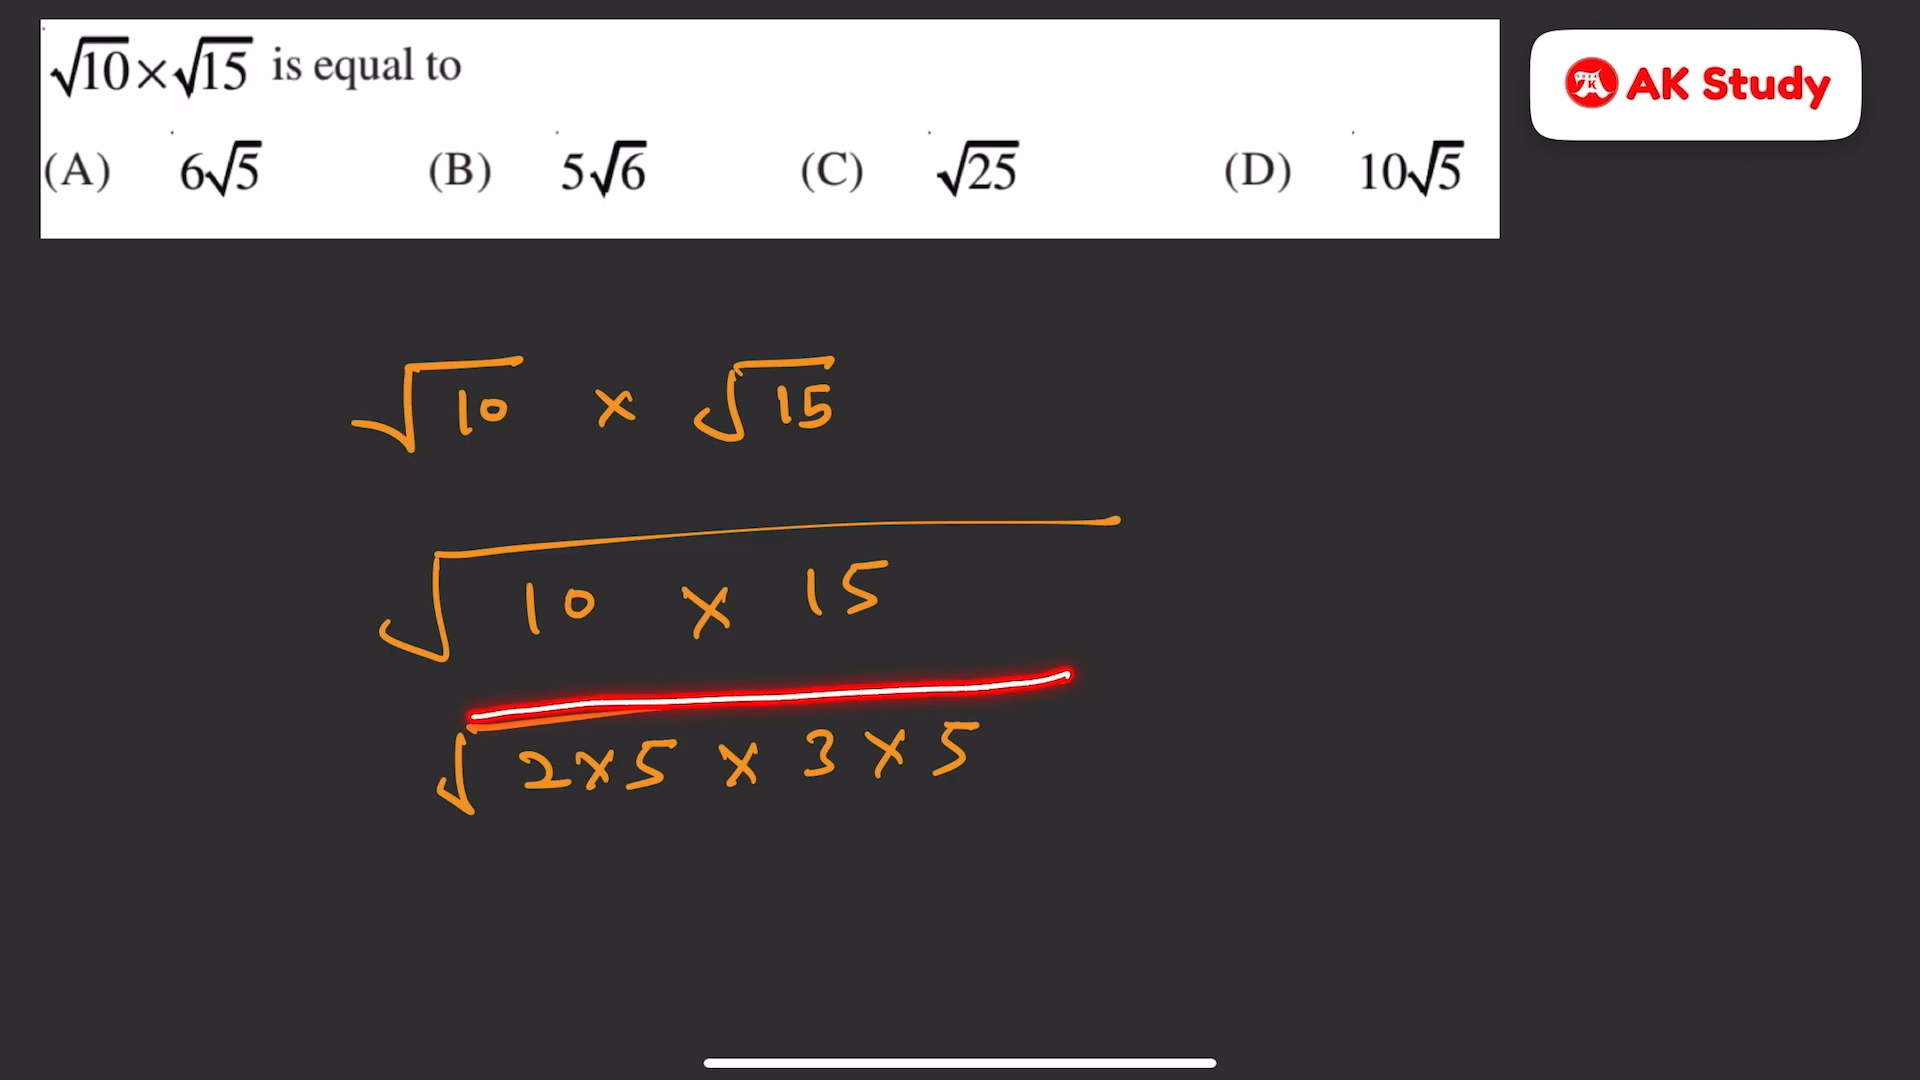 √10×√15 is equal to
AK Study
(A) 6√5 (B) 5√6 (C) √25 (D) 10√5
√10 × √15
√10 × 15
√2×5 × 3×5